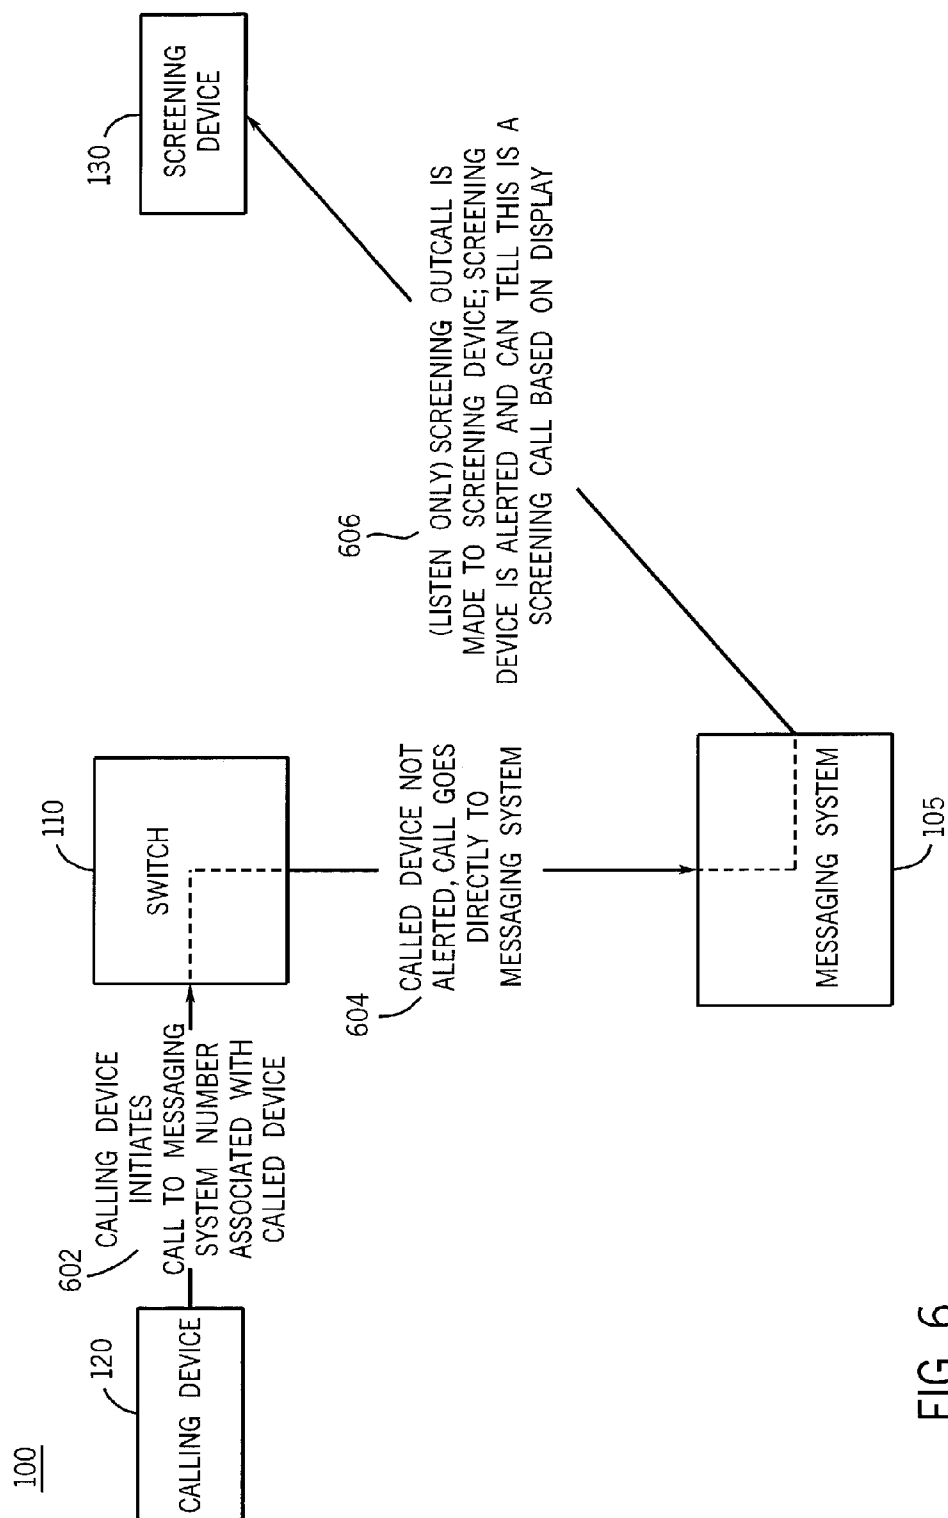 100
120
CALLING DEVICE
602
CALLING DEVICE
INITIATES
CALL TO MESSAGING
SYSTEM NUMBER
ASSOCIATED WITH
CALLED DEVICE
110
SWITCH
604
CALLED DEVICE NOT
ALERTED, CALL GOES
DIRECTLY TO
MESSAGING SYSTEM
MESSAGING SYSTEM
105
606
(LISTEN ONLY) SCREENING OUTCALL IS
MADE TO SCREENING DEVICE; SCREENING
DEVICE IS ALERTED AND CAN TELL THIS IS A
SCREENING CALL BASED ON DISPLAY
130
SCREENING
DEVICE
FIG. 6